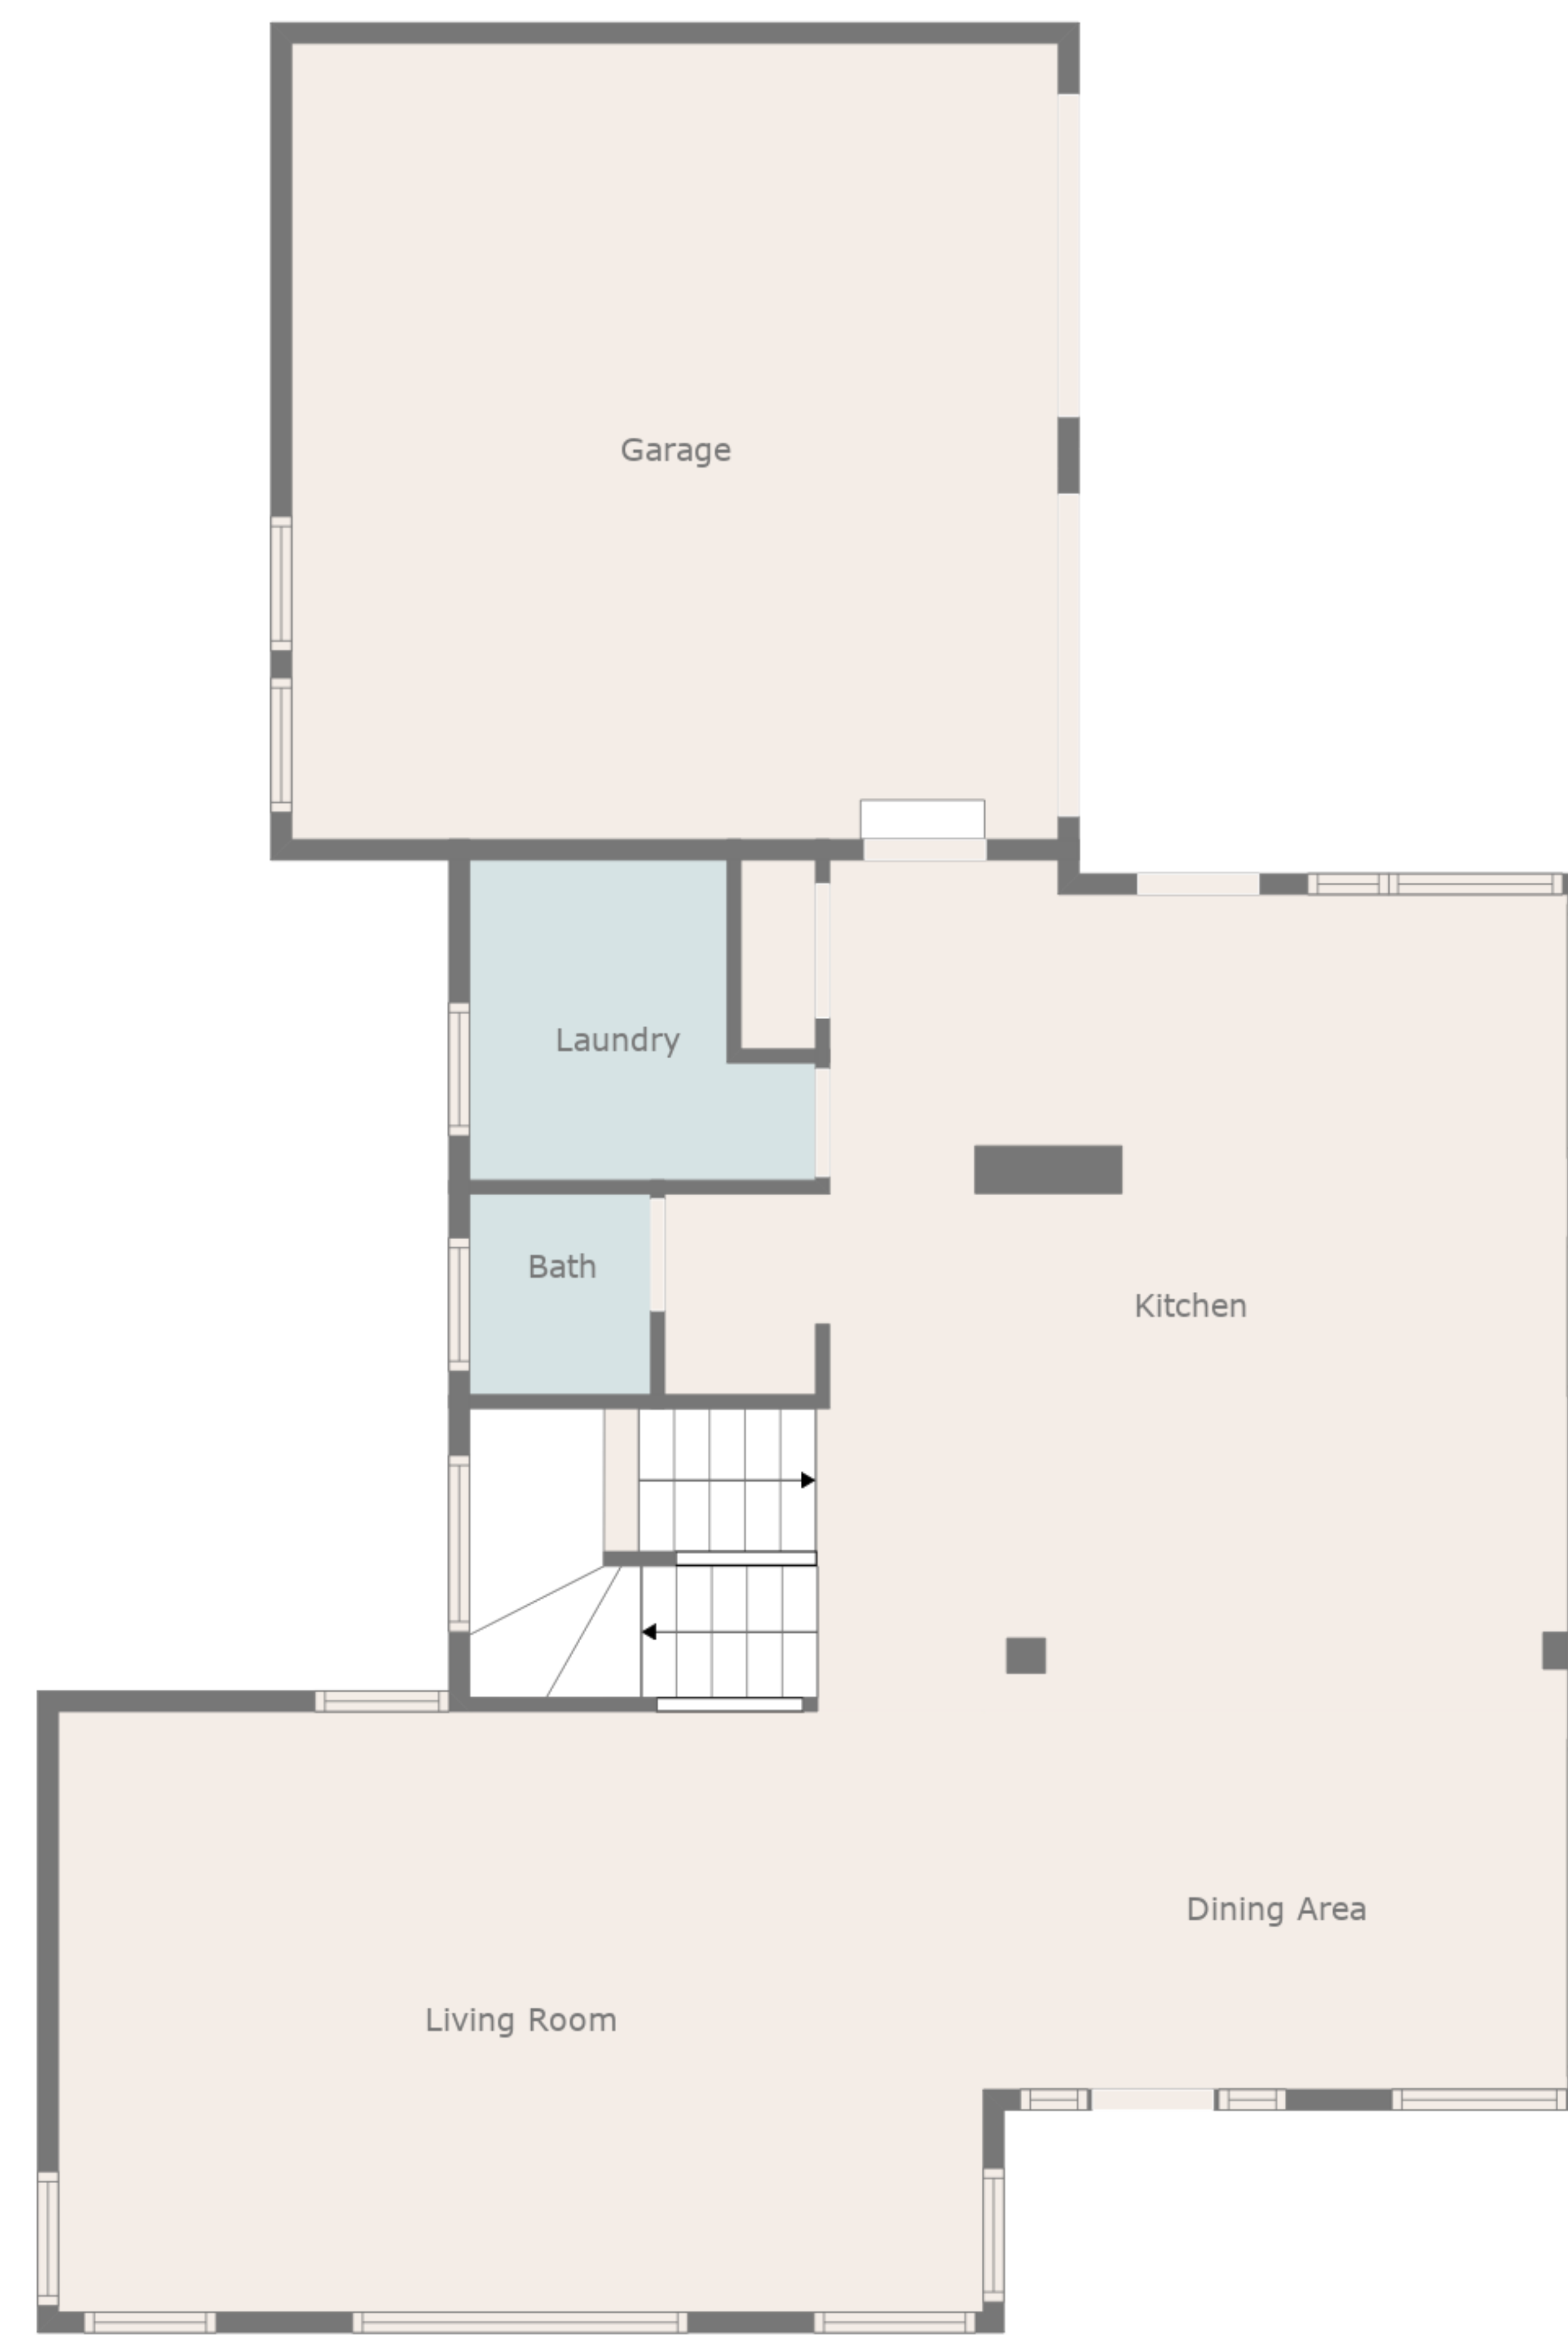 Garage
Laundry
Bath
Kitchen
Dining Area
Living Room